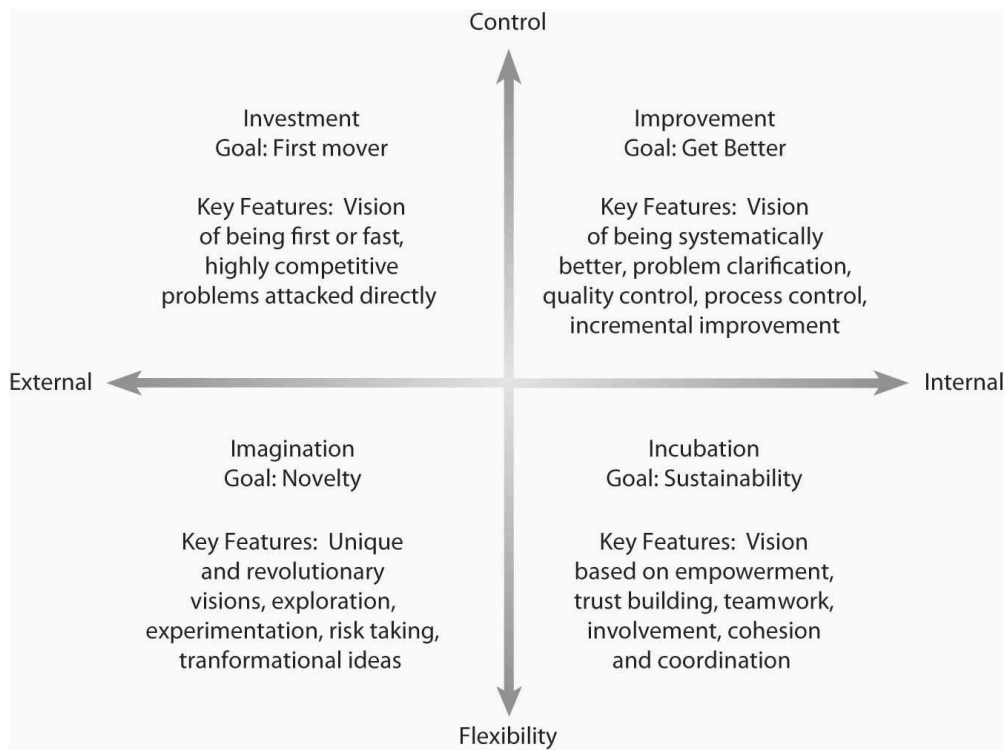 Control
Investment
Goal: First mover
Key Features: Vision
of being first or fast,
highly competitive
problems attacked directly
Improvement
Goal: Get Better
Key Features: Vision
of being systematically
better, problem clarification,
quality control, process control,
incremental improvement
External
Internal
Imagination
Goal: Novelty
Key Features: Unique
and revolutionary
visions, exploration,
experimentation, risk taking,
tranformational ideas
Incubation
Goal: Sustainability
Key Features: Vision
based on empowerment,
trust building, teamwork,
involvement, cohesion
and coordination
Flexibility